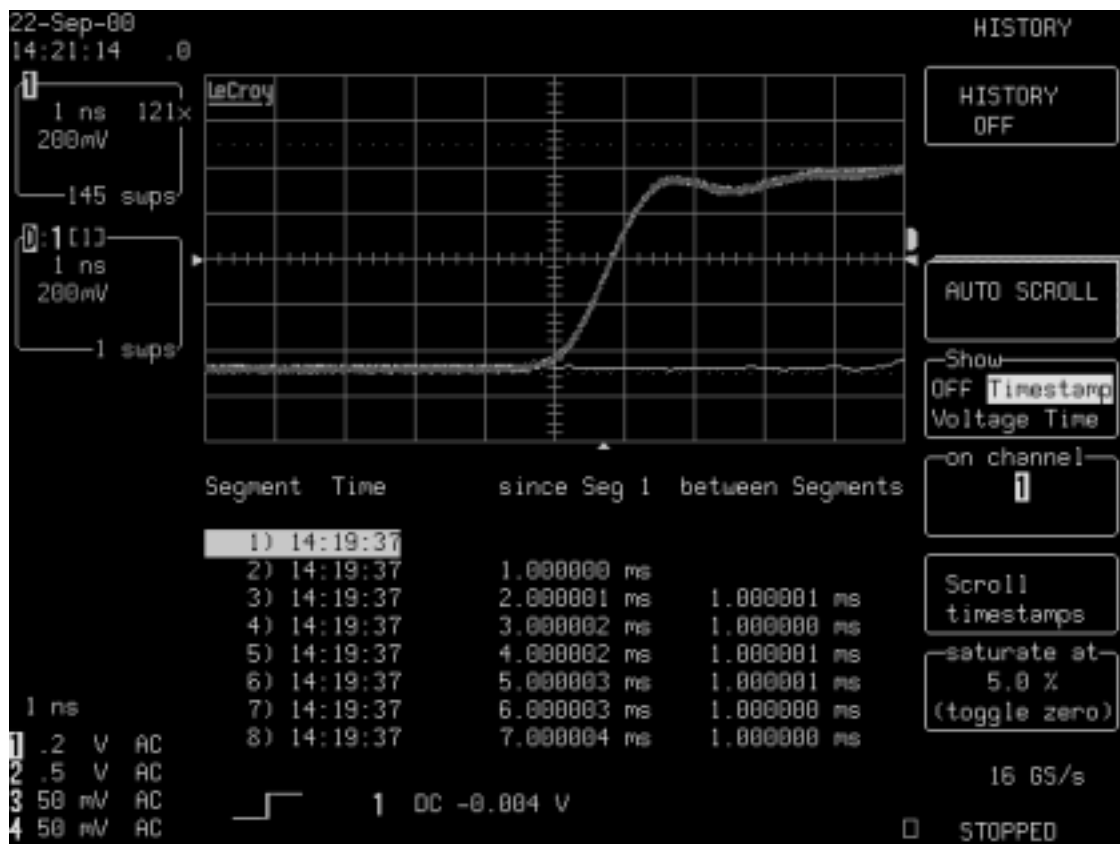 22-Sep-00
14:21:14 .0
HISTORY
1
1 ns 121x
200mV
145 swps
D:1[1]
1 ns
200mV
1 swps
LeCroy
HISTORY
OFF
AUTO SCROLL
Show
OFF Timestamp
Voltage Time
on channel
1
Scroll
timestamps
saturate at
5.0 %
(toggle zero)
Segment Time since Seg 1 between Segments
1) 14:19:37
2) 14:19:37 1.000000 ms
3) 14:19:37 2.000001 ms 1.000001 ms
4) 14:19:37 3.000002 ms 1.000000 ms
5) 14:19:37 4.000002 ms 1.000001 ms
6) 14:19:37 5.000003 ms 1.000001 ms
7) 14:19:37 6.000003 ms 1.000000 ms
8) 14:19:37 7.000004 ms 1.000000 ms
1 ns
1 .2 V AC
2 .5 V AC
3 50 mV AC
4 50 mV AC
1 DC -0.004 V
16 GS/s
STOPPED